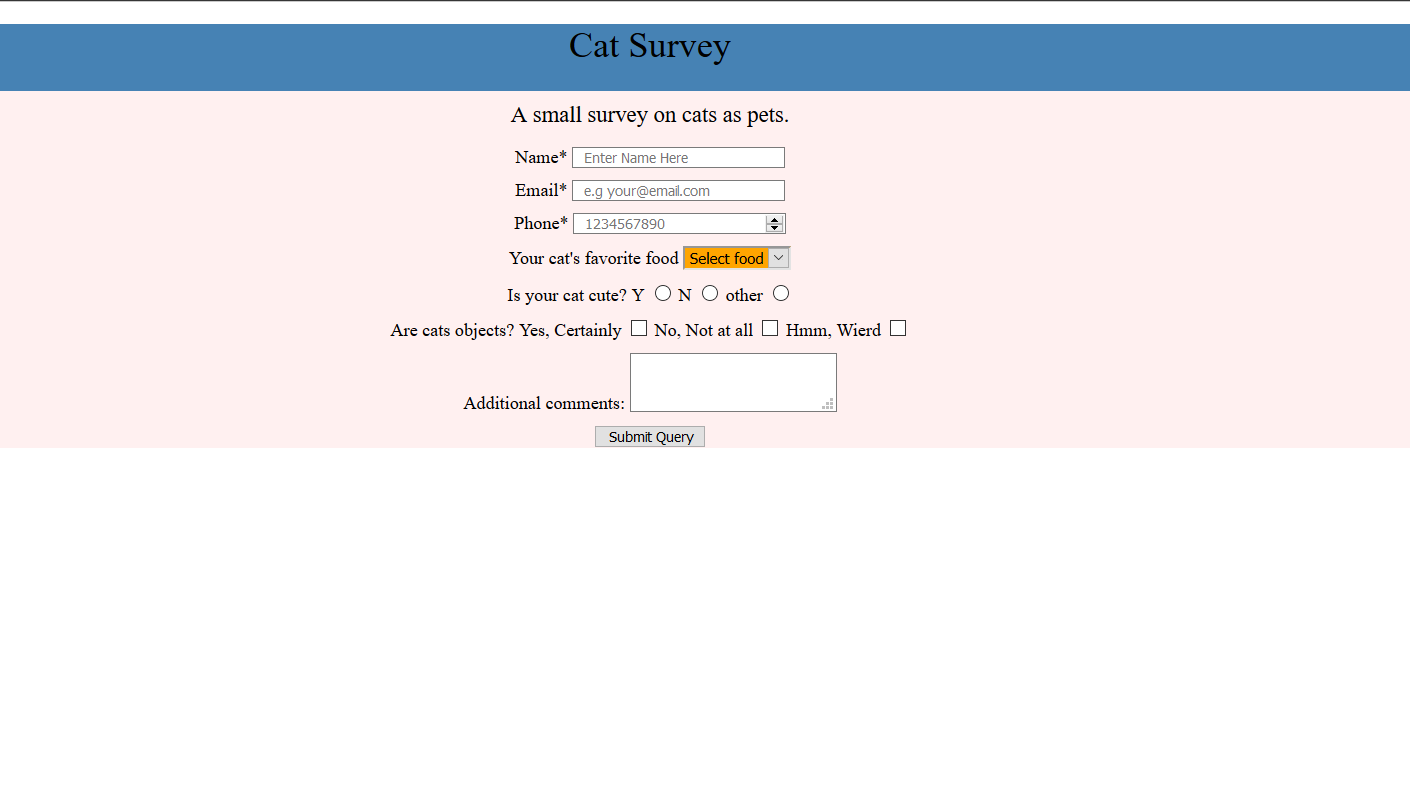 Cat Survey
A small survey on cats as pets.
Name* Enter Name Here
Email* e.g your@email.com
Phone* 1234567890
Your cat's favorite food Select food
Is your cat cute? Y N other
Are cats objects? Yes, Certainly No, Not at all Hmm, Wierd
Additional comments:
Submit Query